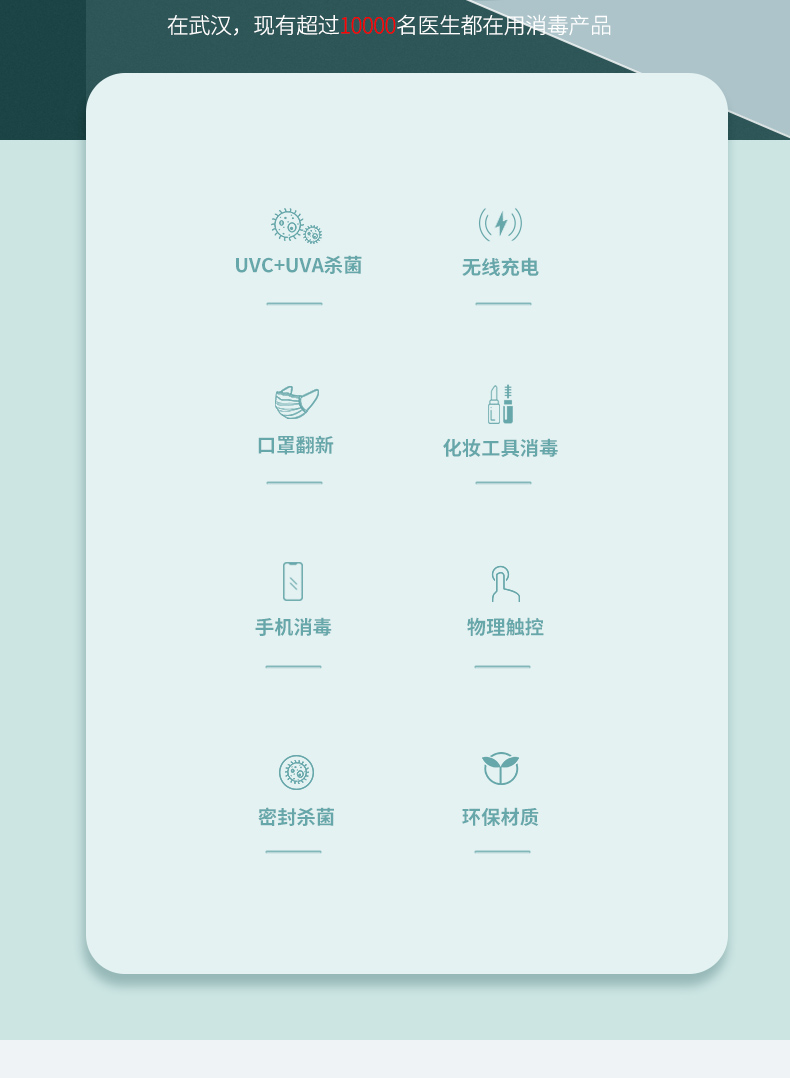 在武汉，现有超过10000名医生都在用消毒产品
UVC+UVA杀菌
无线充电
口罩翻新
化妆工具消毒
手机消毒
物理触控
密封杀菌
环保材质